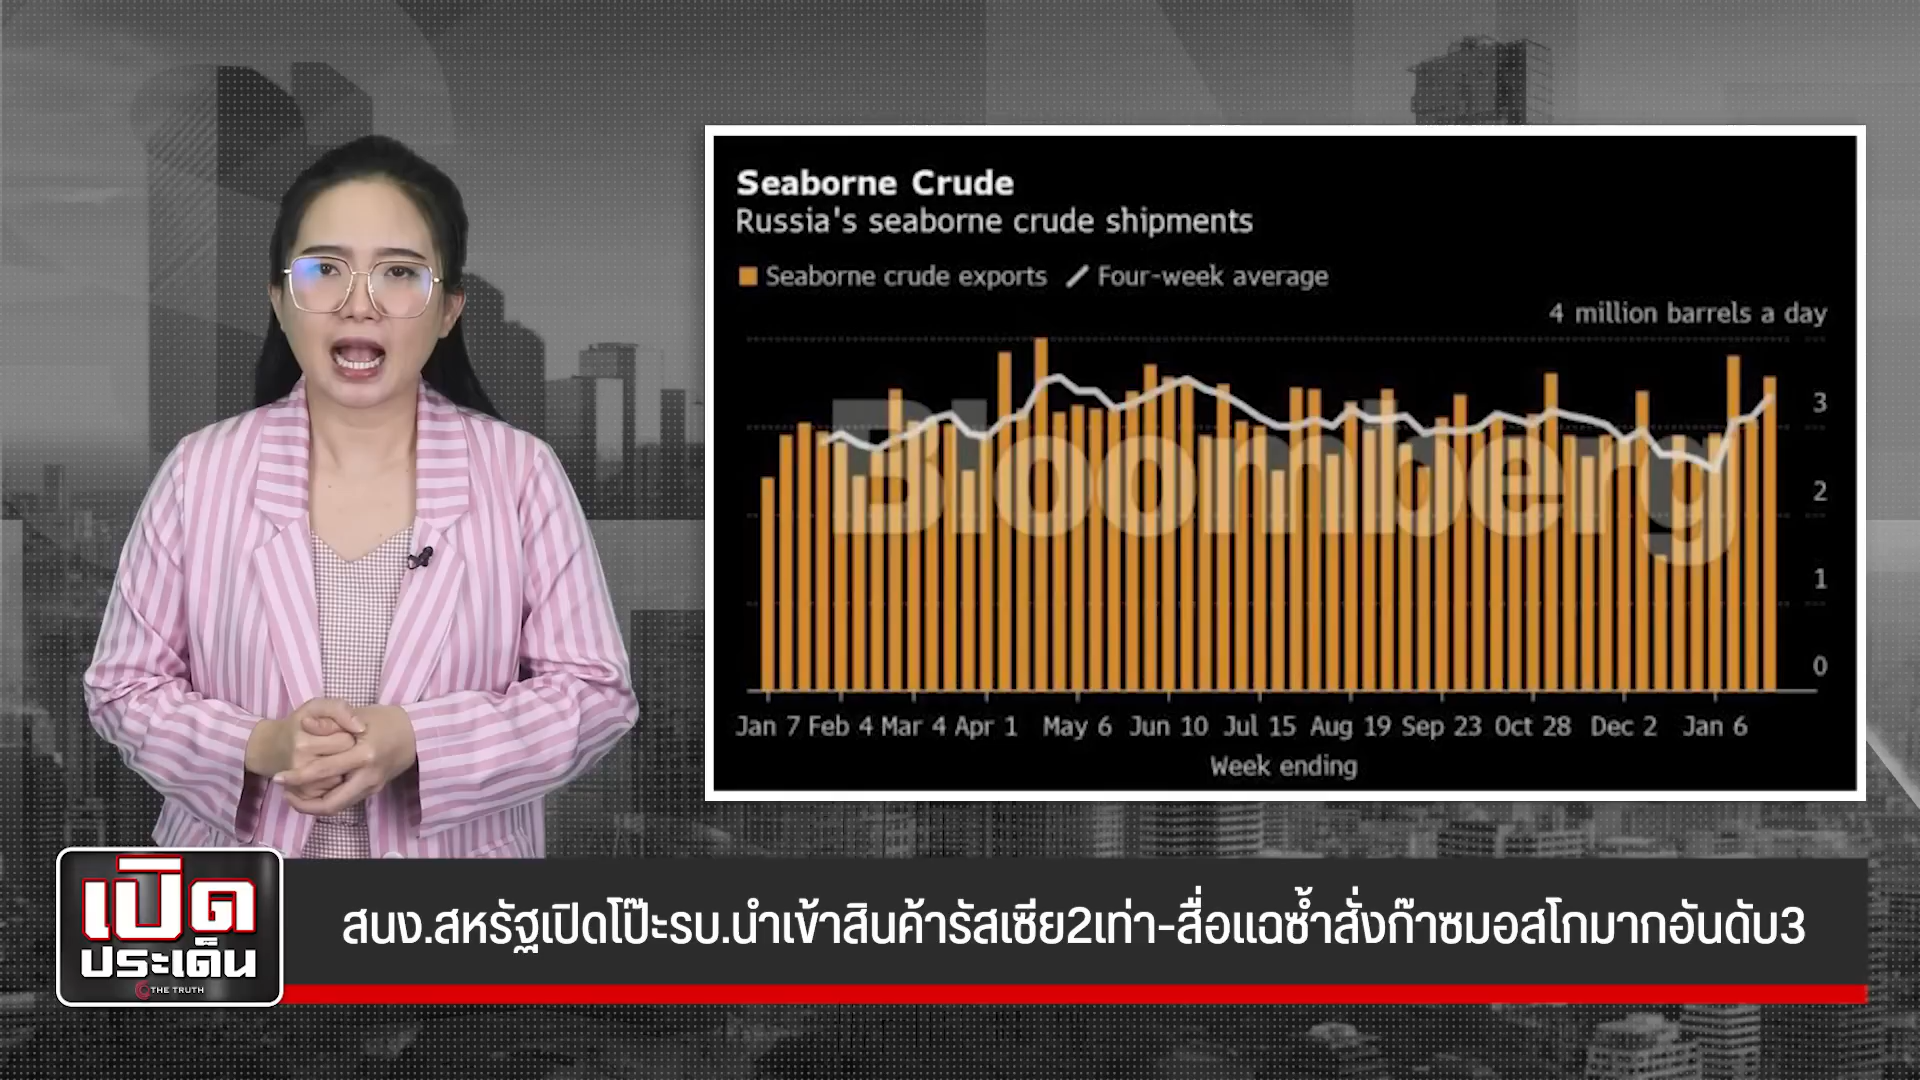 Seaborne Crude
Russia's seaborne crude shipments
Seaborne crude exports Four-week average
4 million barrels a day
3
2
1
0
Bloomberg
Jan 7 Feb 4 Mar 4 Apr 1 May 6 Jun 10 Jul 15 Aug 19 Sep 23 Oct 28 Dec 2 Jan 6
Week ending
เปิด
ประเด็น
THE TRUTH
สนง.สหรัฐเปิดโป๊ะรบ.นำเข้าสินค้ารัสเซีย2เท่า-สื่อแฉซ้ำสั่งก๊าซมอสโกมากอันดับ3